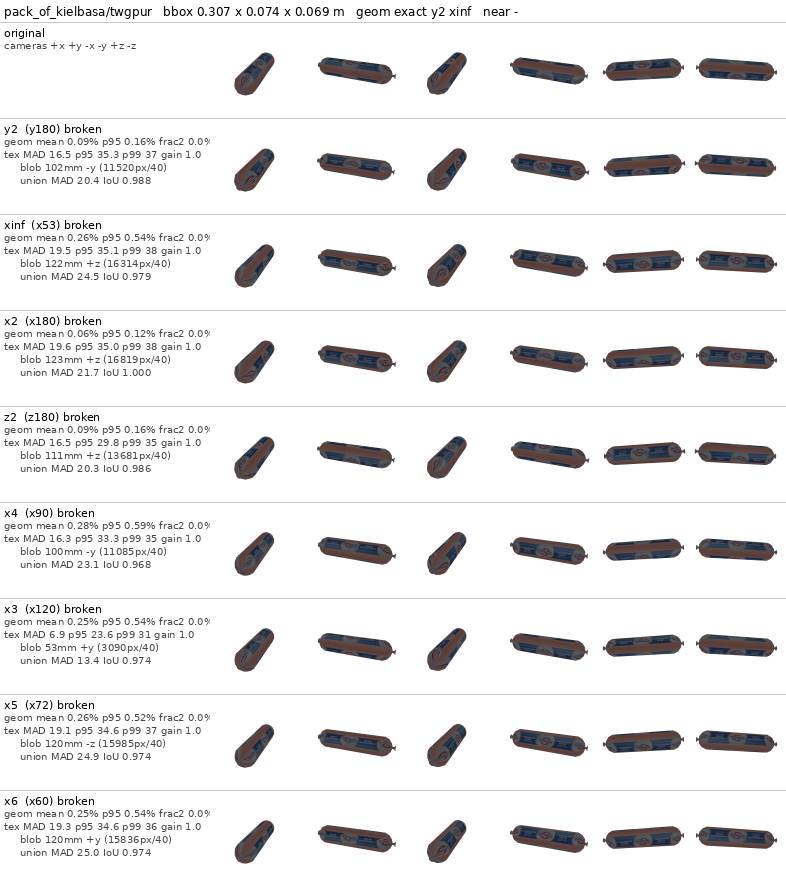 pack_of_kielbasa/twgpur bbox 0.307 x 0.074 x 0.069 m geom exact y2 xinf near -
original
cameras +x +y -x -y +z -z
y2 (y180) broken
geom mean 0.09% p95 0.16% frac2 0.0%
tex MAD 16.5 p95 35.3 p99 37 gain 1.0
blob 102mm -y (11520px/40)
union MAD 20.4 IoU 0.988
xinf (x53) broken
geom mean 0.26% p95 0.54% frac2 0.0%
tex MAD 19.5 p95 35.1 p99 38 gain 1.0
blob 122mm +z (16314px/40)
union MAD 24.5 IoU 0.979
x2 (x180) broken
geom mean 0.06% p95 0.12% frac2 0.0%
tex MAD 19.6 p95 35.0 p99 38 gain 1.0
blob 123mm +z (16819px/40)
union MAD 21.7 IoU 1.000
z2 (z180) broken
geom mean 0.09% p95 0.16% frac2 0.0%
tex MAD 16.5 p95 29.8 p99 35 gain 1.0
blob 111mm +z (13681px/40)
union MAD 20.3 IoU 0.986
x4 (x90) broken
geom mean 0.28% p95 0.59% frac2 0.0%
tex MAD 16.3 p95 33.3 p99 35 gain 1.0
blob 100mm -y (11085px/40)
union MAD 23.1 IoU 0.968
x3 (x120) broken
geom mean 0.25% p95 0.54% frac2 0.0%
tex MAD 6.9 p95 23.6 p99 31 gain 1.0
blob 53mm +y (3090px/40)
union MAD 13.4 IoU 0.974
x5 (x72) broken
geom mean 0.26% p95 0.52% frac2 0.0%
tex MAD 19.1 p95 34.6 p99 37 gain 1.0
blob 120mm -z (15985px/40)
union MAD 24.9 IoU 0.974
x6 (x60) broken
geom mean 0.25% p95 0.54% frac2 0.0%
tex MAD 19.3 p95 34.6 p99 36 gain 1.0
blob 120mm +y (15836px/40)
union MAD 25.0 IoU 0.974